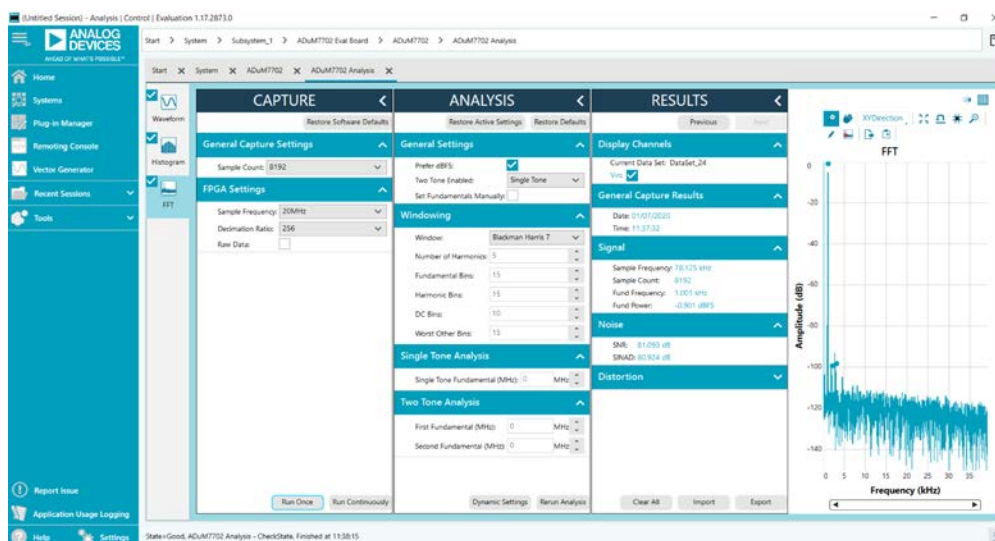 (Untitled Session) - Analysis | Control | Evaluation 1.17.2873.0
ANALOG
DEVICES
AHEAD OF WHAT'S POSSIBLE™
Start > System > Subsystem_1 > ADuM7702 Eval Board > ADuM7702 > ADuM7702 Analysis
Home
Systems
Plug-in Manager
Remoting Console
Vector Generator
Recent Sessions
Tools
Report Issue
Application Usage Logging
Help
Settings
Start
System
ADuM7702
ADuM7702 Analysis
Waveform
Histogram
FFT
CAPTURE
Restore Software Defaults
General Capture Settings
Sample Count: 8192
FPGA Settings
Sample Frequency: 20MHz
Decimation Ratio: 256
Raw Data:
Run Once
Run Continuously
ANALYSIS
Restore Active Settings
Restore Defaults
General Settings
Prefer dBFS:
Two Tone Enabled: Single Tone
Set Fundamentals Manually:
Windowing
Window: Blackman Harris 7
Number of Harmonics: 5
Fundamental Bins: 15
Harmonic Bins: 15
DC Bins: 10
Worst Other Bins: 15
Single Tone Analysis
Single Tone Fundamental (MHz): 0 MHz
Two Tone Analysis
First Fundamental (MHz): 0 MHz
Second Fundamental (MHz): 0 MHz
Dynamic Settings
Rerun Analysis
RESULTS
Previous
Display Channels
Current Data Set: DataSet_24
General Capture Results
Date: 01/07/2020
Time: 11:37:32
Signal
Sample Frequency: 78.125 kHz
Sample Count: 8192
Fund Frequency: 1.001 kHz
Fund Power: -0.901 dBFS
Noise
SNR: 81.093 dB
SINAD: 80.924 dB
Distortion
Clear All
Import
Export
XYDirection
FFT
Amplitude (dB)
0
-20
-40
-60
-80
-100
-120
-140
0 5 10 15 20 25 30 35
Frequency (kHz)
State=Good, ADuM7702 Analysis - CheckState, Finished at 11:38:15